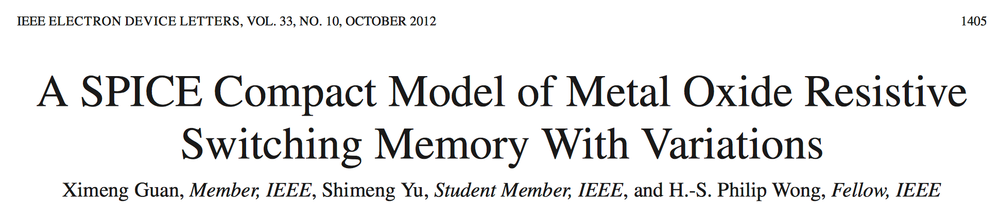 IEEE ELECTRON DEVICE LETTERS, VOL. 33, NO. 10, OCTOBER 2012 1405
A SPICE Compact Model of Metal Oxide Resistive
Switching Memory With Variations
Ximeng Guan, Member, IEEE, Shimeng Yu, Student Member, IEEE, and H.-S. Philip Wong, Fellow, IEEE